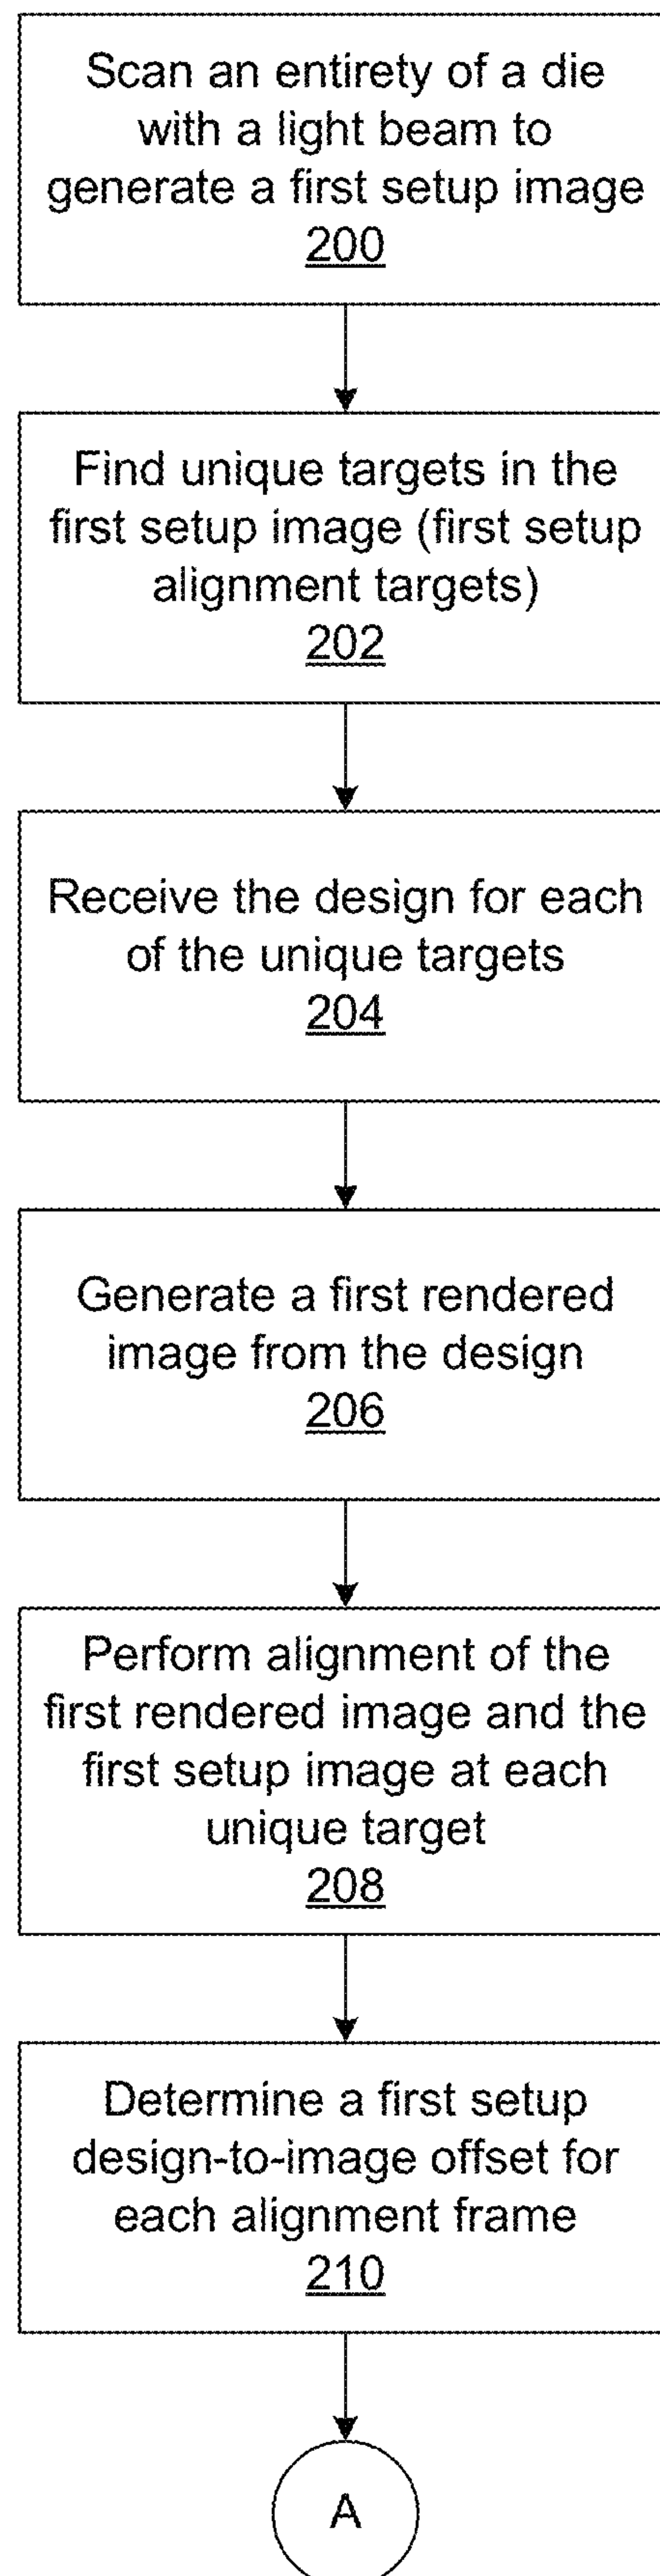 Scan an entirety of a die
with a light beam to
generate a first setup image
200
Find unique targets in the
first setup image (first setup
alignment targets)
202
Receive the design for each
of the unique targets
204
Generate a first rendered
image from the design
206
Perform alignment of the
first rendered image and the
first setup image at each
unique target
208
Determine a first setup
design-to-image offset for
each alignment frame
210
A